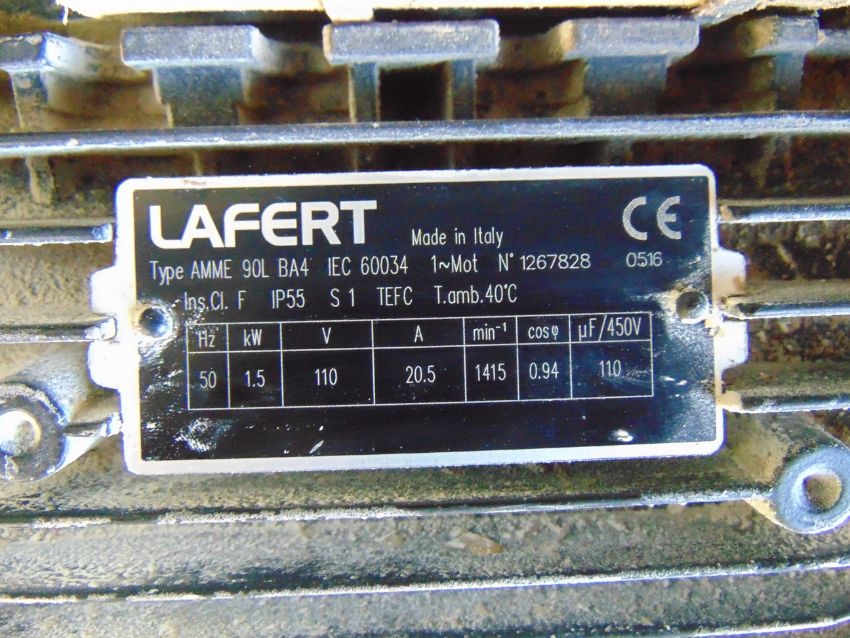 LAFERT Made in Italy CE
Type AMME 90L BA4 IEC 60034 1~Mot N° 1267828 0516
Ins.Cl. F IP55 S 1 TEFC T.amb.40°C
Hz kW V A min⁻¹ cosφ µF/450V
50 1.5 110 20.5 1415 0.94 110